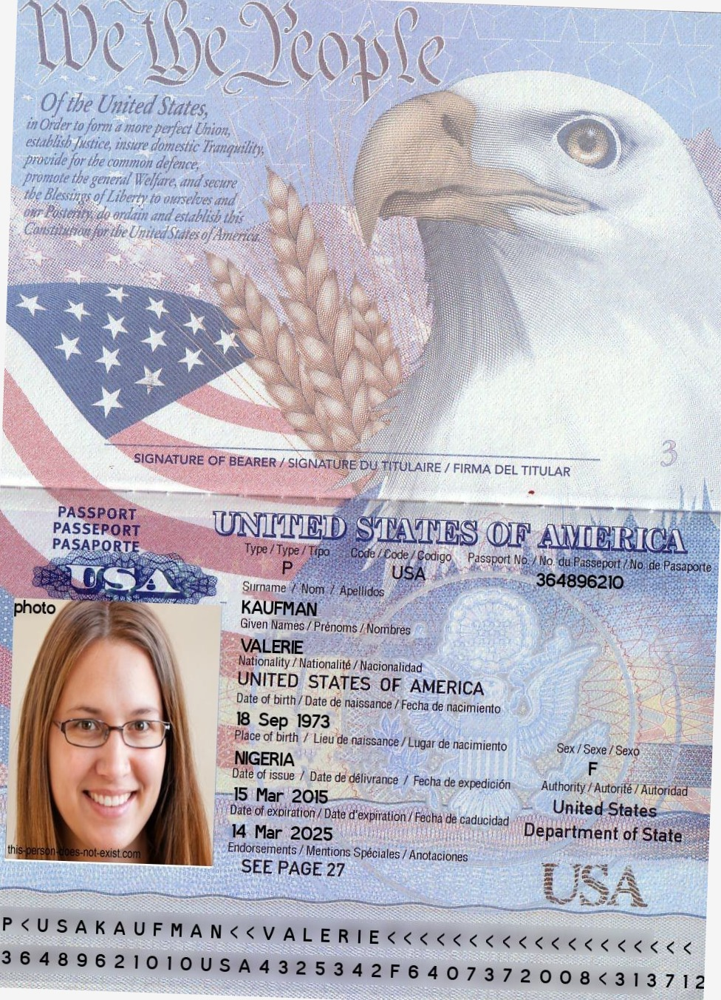 We the People
Of the United States,
in Order to form a more perfect Union,
establish Justice, insure domestic Tranquility,
provide for the common defence,
promote the general Welfare, and secure
the Blessings of Liberty to ourselves and
our Posterity, do ordain and establish this
Constitution for the United States of America.
3
SIGNATURE OF BEARER / SIGNATURE DU TITULAIRE / FIRMA DEL TITULAR
PASSPORT
PASSEPORT
PASAPORTE
USA
UNITED STATES OF AMERICA
Type / Type / Tipo Code / Code / Codigo Passport No. / No. du Passeport / No. de Pasaporte
P USA 364896210
Surname / Nom / Apellidos
KAUFMAN
Given Names / Prénoms / Nombres
VALERIE
Nationality / Nationalité / Nacionalidad
UNITED STATES OF AMERICA
Date of birth / Date de naissance / Fecha de nacimiento
18 Sep 1973
Place of birth / Lieu de naissance / Lugar de nacimiento
NIGERIA
Sex / Sexe / Sexo
F
Date of issue / Date de délivrance / Fecha de expedición
15 Mar 2015
Authority / Autorité / Autoridad
United States
Department of State
Date of expiration / Date d'expiration / Fecha de caducidad
14 Mar 2025
Endorsements / Mentions Spéciales / Anotaciones
SEE PAGE 27
USA
photo
this-person-does-not-exist.com
P<USAKAUFMAN<<VALERIE<<<<<<<<<<<<<<<<<<<
36489621010USA4325342F6407372008<313712